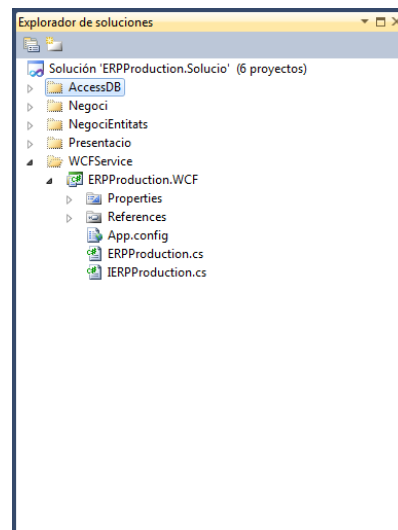 Explorador de soluciones
Solución 'ERPProduction.Solucio' (6 proyectos)
AccessDB
Negoci
NegociEntitats
Presentacio
WCFService
ERPProduction.WCF
Properties
References
App.config
ERPProduction.cs
IERPProduction.cs